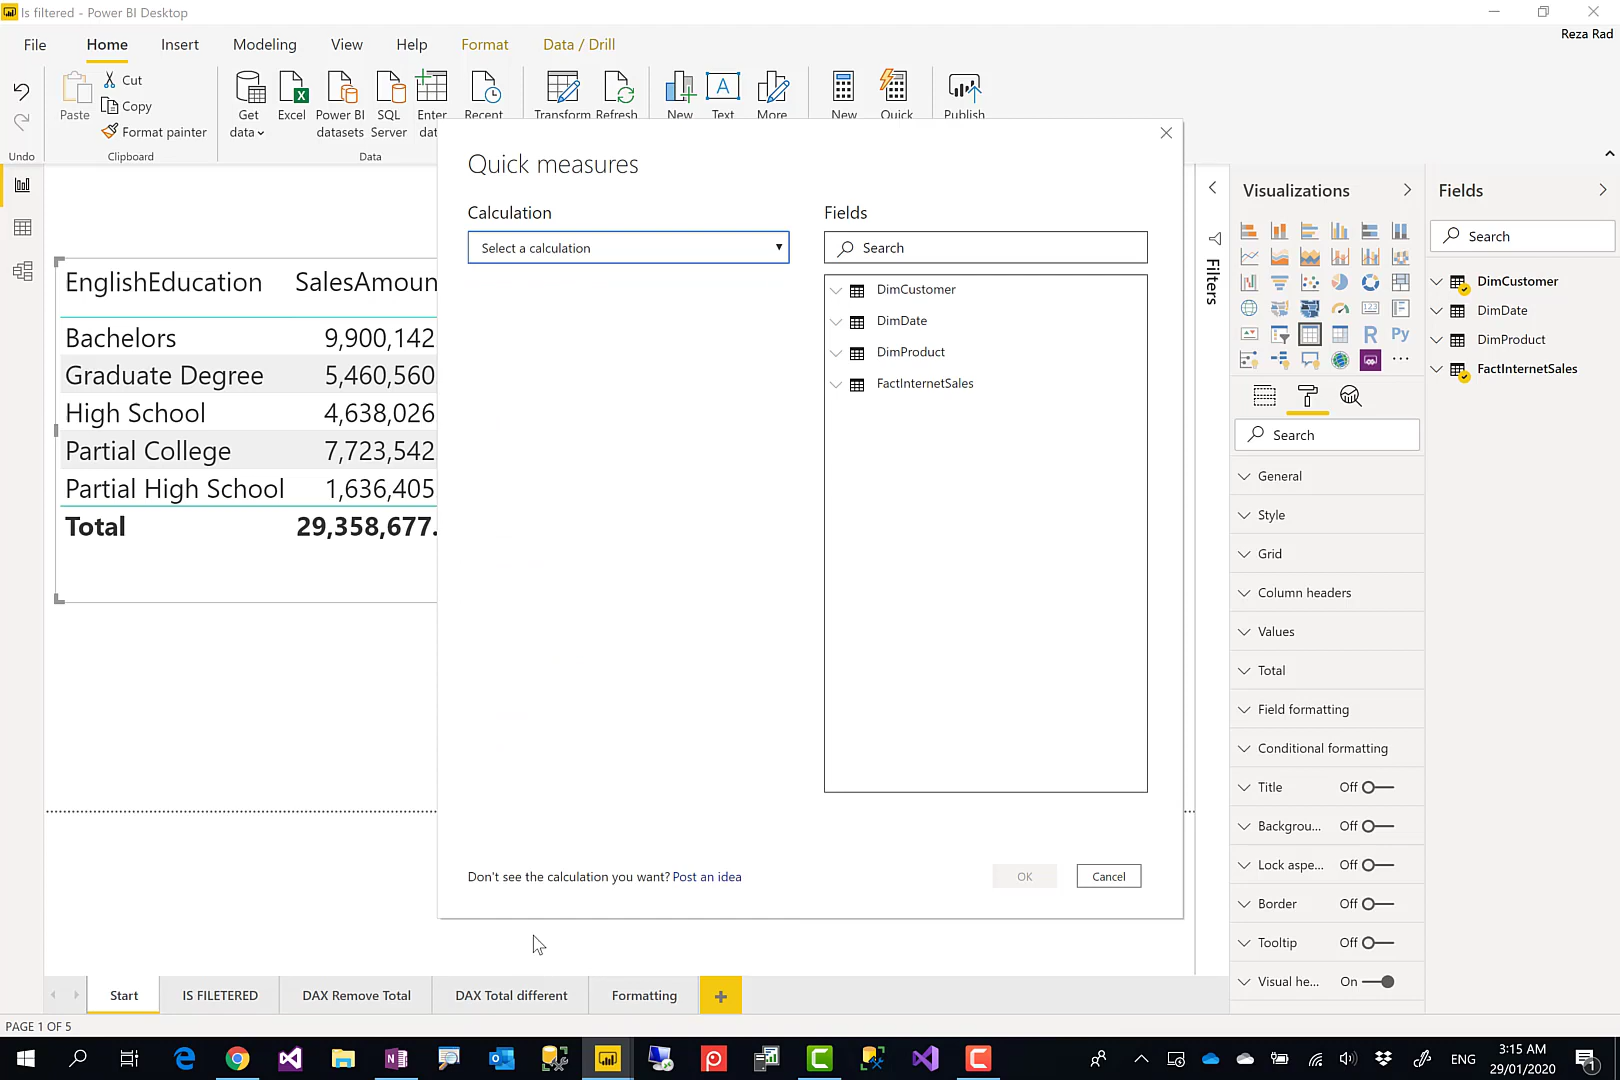 Is filtered - Power BI Desktop
Reza Rad
File Home Insert Modeling View Help Format Data / Drill
Cut
Copy
Format painter
Paste
Undo
Clipboard
Get data
Excel
Power BI datasets
SQL Server
Enter dat
Recent
Data
Transform
Refresh
New
Text
More
New
Quick
Publish
Quick measures
Calculation
Select a calculation
Fields
Search
DimCustomer
DimDate
DimProduct
FactInternetSales
Don't see the calculation you want? Post an idea
OK
Cancel
EnglishEducation SalesAmoun
Bachelors 9,900,142
Graduate Degree 5,460,560
High School 4,638,026
Partial College 7,723,542
Partial High School 1,636,405
Total 29,358,677.
Filters
Visualizations
R
Py
123
Search
General
Style
Grid
Column headers
Values
Total
Field formatting
Conditional formatting
Title Off
Backgrou... Off
Lock aspe... Off
Border Off
Tooltip Off
Visual he... On
Fields
Search
DimCustomer
DimDate
DimProduct
FactInternetSales
Start
IS FILETERED
DAX Remove Total
DAX Total different
Formatting
PAGE 1 OF 5
ENG
3:15 AM
29/01/2020
1